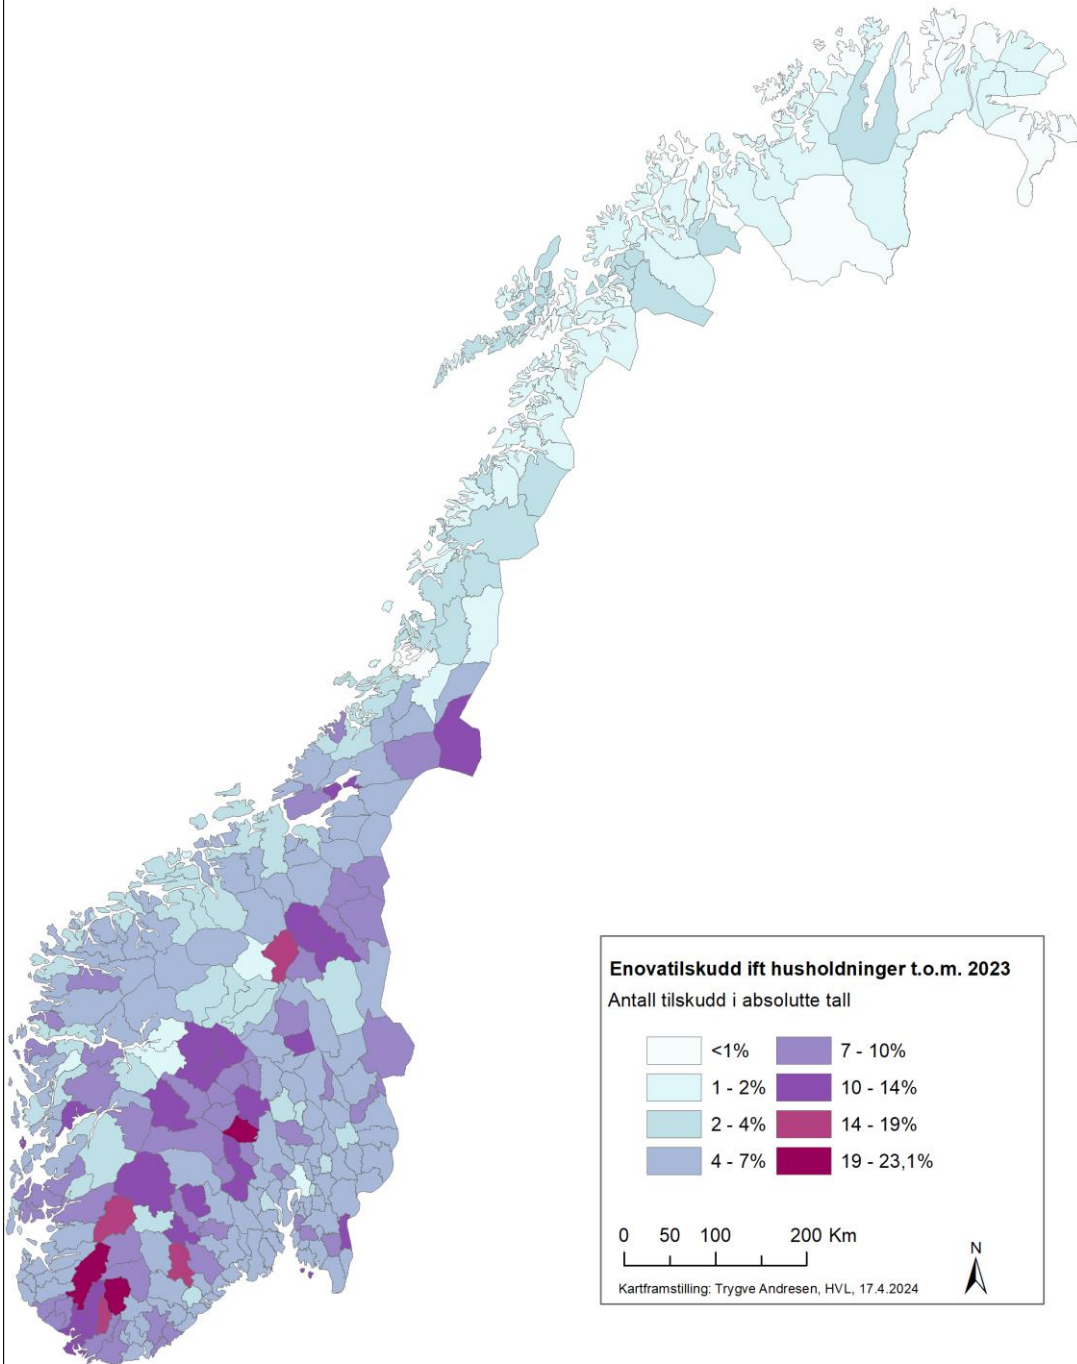 Enovatilskudd ift husholdninger t.o.m. 2023
Antall tilskudd i absolutte tall
<1% 7 - 10%
1 - 2% 10 - 14%
2 - 4% 14 - 19%
4 - 7% 19 - 23,1%
0 50 100 200 Km
N
Kartframstilling: Trygve Andresen, HVL, 17.4.2024